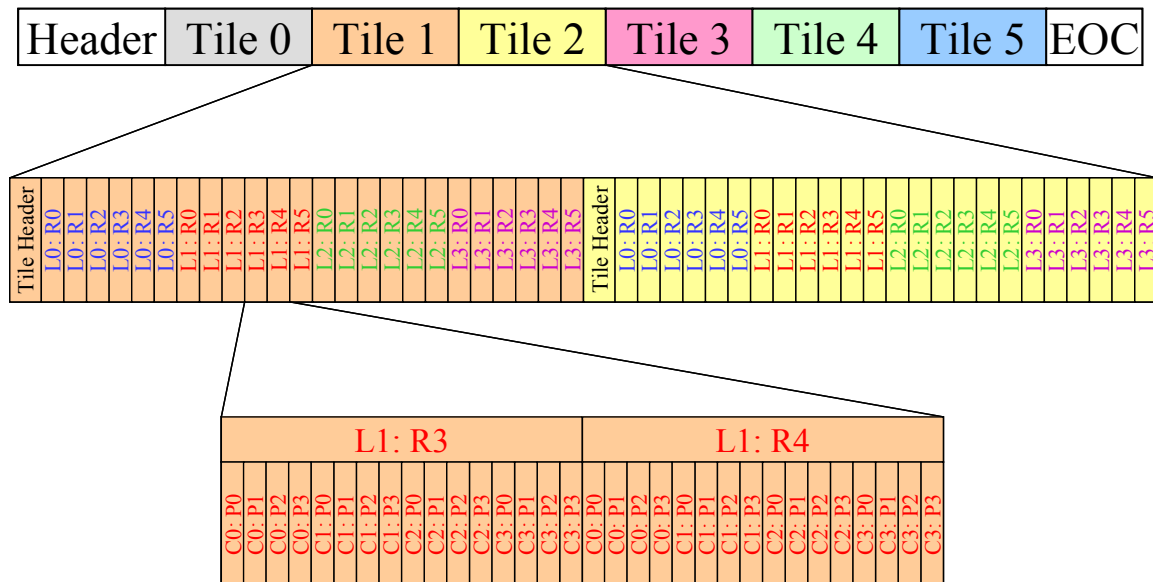 Header Tile 0 Tile 1 Tile 2 Tile 3 Tile 4 Tile 5 EOC
Tile Header L0: R0 L0: R1 L0: R2 L0: R3 L0: R4 L0: R5 L1: R0 L1: R1 L1: R2 L1: R3 L1: R4 L1: R5 L2: R0 L2: R1 L2: R2 L2: R3 L2: R4 L2: R5 L3: R0 L3: R1 L3: R2 L3: R3 L3: R4 L3: R5 Tile Header L0: R0 L0: R1 L0: R2 L0: R3 L0: R4 L0: R5 L1: R0 L1: R1 L1: R2 L1: R3 L1: R4 L1: R5 L2: R0 L2: R1 L2: R2 L2: R3 L2: R4 L2: R5 L3: R0 L3: R1 L3: R2 L3: R3 L3: R4 L3: R5
L1: R3 L1: R4
C0: P0 C0: P1 C0: P2 C0: P3 C1: P0 C1: P1 C1: P2 C1: P3 C2: P0 C2: P1 C2: P2 C2: P3 C3: P0 C3: P1 C3: P2 C3: P3 C0: P0 C0: P1 C0: P2 C0: P3 C1: P0 C1: P1 C1: P2 C1: P3 C2: P0 C2: P1 C2: P2 C2: P3 C3: P0 C3: P1 C3: P2 C3: P3